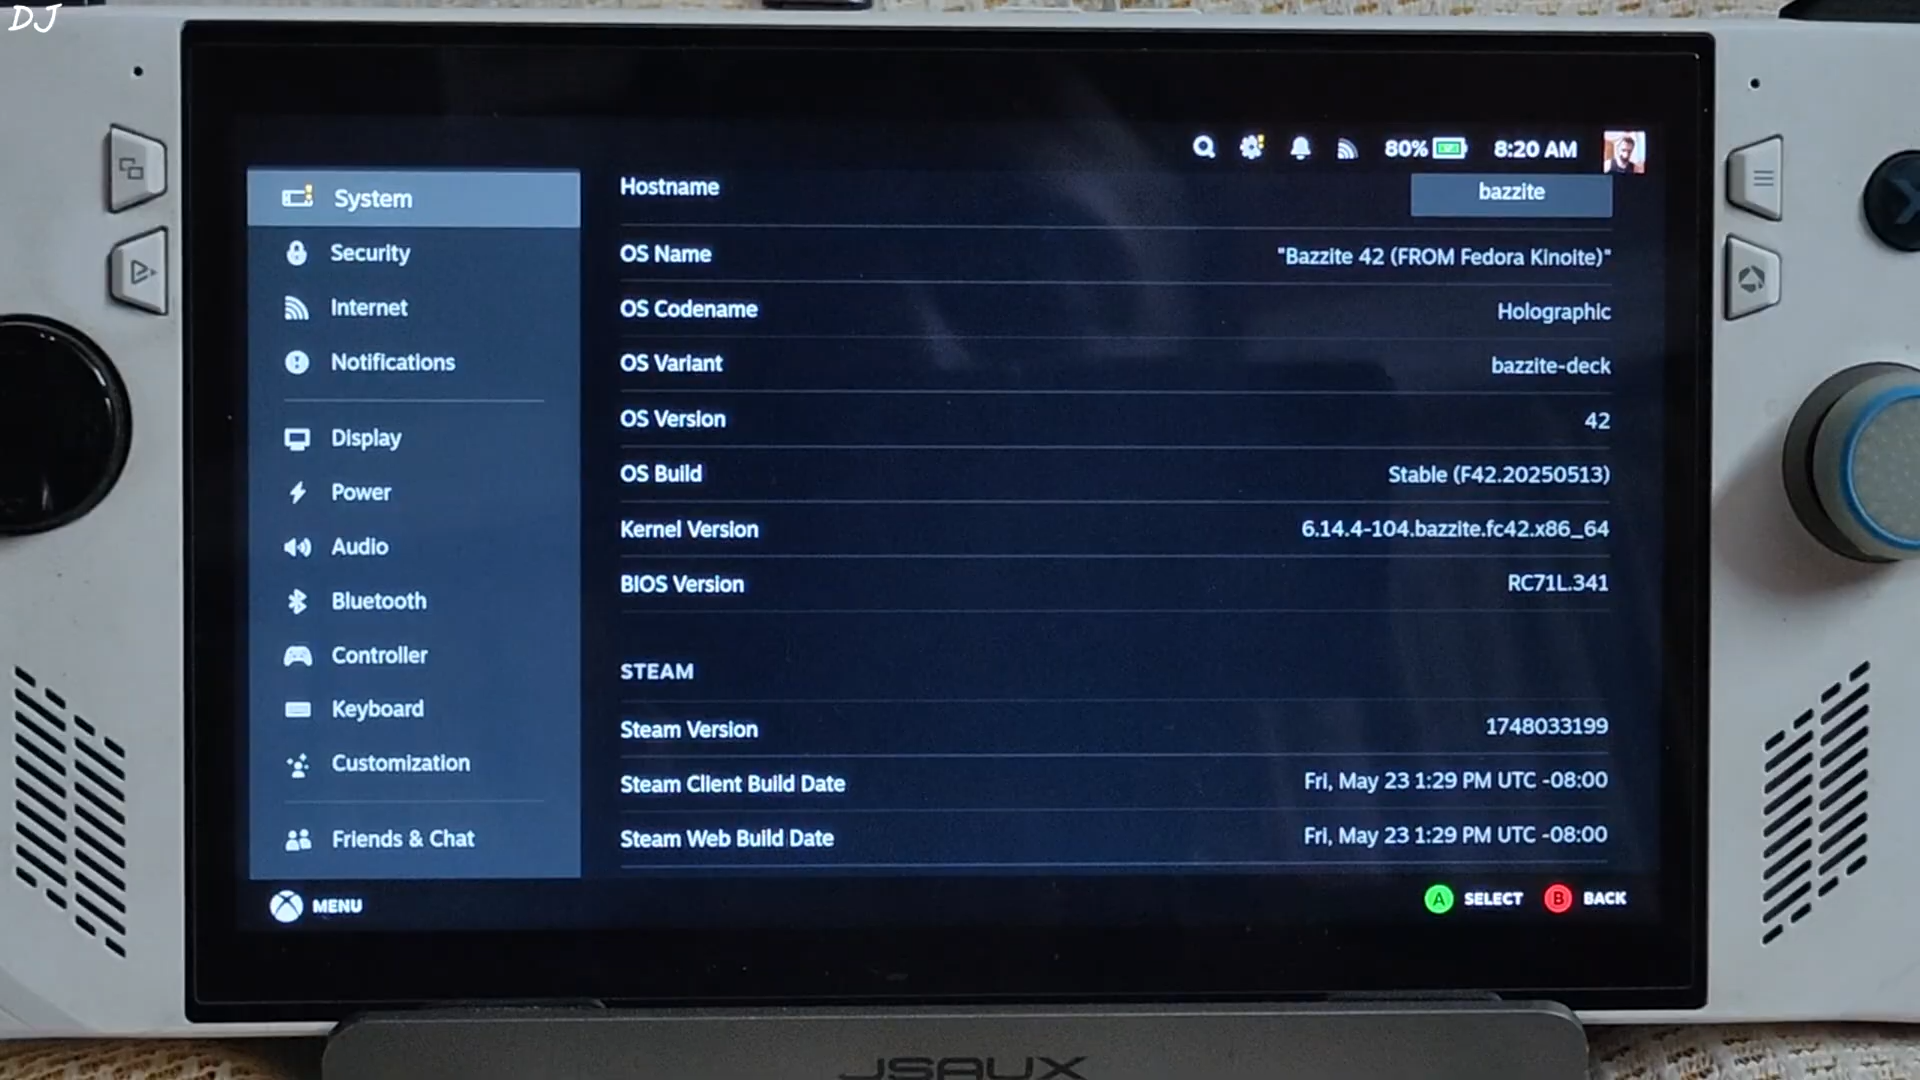 DJ
80% 8:20 AM
System
Security
Internet
Notifications
Display
Power
Audio
Bluetooth
Controller
Keyboard
Customization
Friends & Chat
Hostname bazzite
OS Name "Bazzite 42 (FROM Fedora Kinoite)"
OS Codename Holographic
OS Variant bazzite-deck
OS Version 42
OS Build Stable (F42.20250513)
Kernel Version 6.14.4-104.bazzite.fc42.x86_64
BIOS Version RC71L.341
STEAM
Steam Version 1748033199
Steam Client Build Date Fri, May 23 1:29 PM UTC -08:00
Steam Web Build Date Fri, May 23 1:29 PM UTC -08:00
MENU A SELECT B BACK
JSAUX